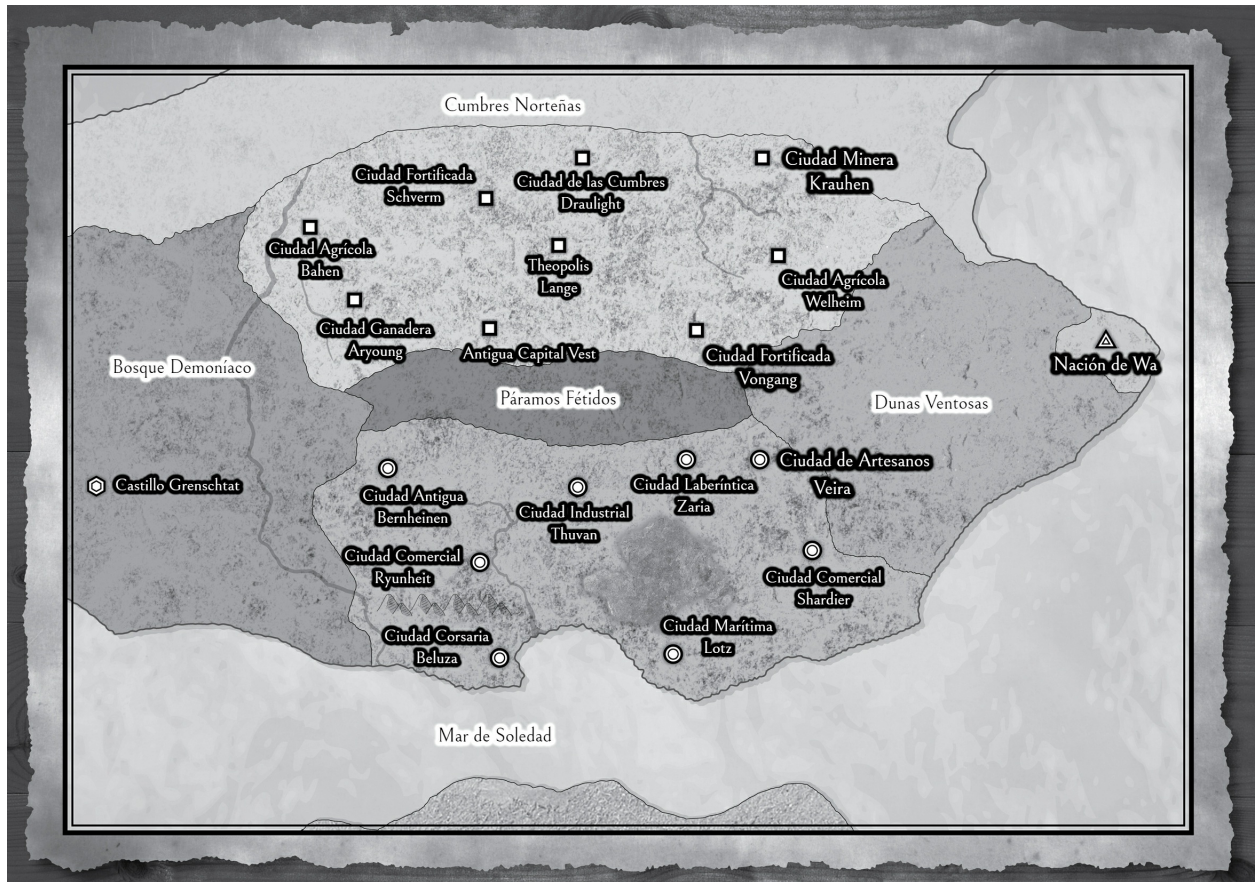 Cumbres Norteñas
Ciudad Fortificada
Schverm
Ciudad de las Cumbres
Draulight
Ciudad Minera
Krauhen
Ciudad Agrícola
Bahen
Theopolis
Lange
Ciudad Agrícola
Welheim
Ciudad Ganadera
Aryoung
Antigua Capital Vest
Ciudad Fortificada
Vongang
Nación de Wa
Bosque Demoníaco
Páramos Fétidos
Dunas Ventosas
Castillo Grenschtat
Ciudad Antigua
Bernheinen
Ciudad Industrial
Thuvan
Ciudad Laberíntica
Zaria
Ciudad de Artesanos
Veira
Ciudad Comercial
Ryunheit
Ciudad Comercial
Shardier
Ciudad Corsaria
Beluza
Ciudad Marítima
Lotz
Mar de Soledad